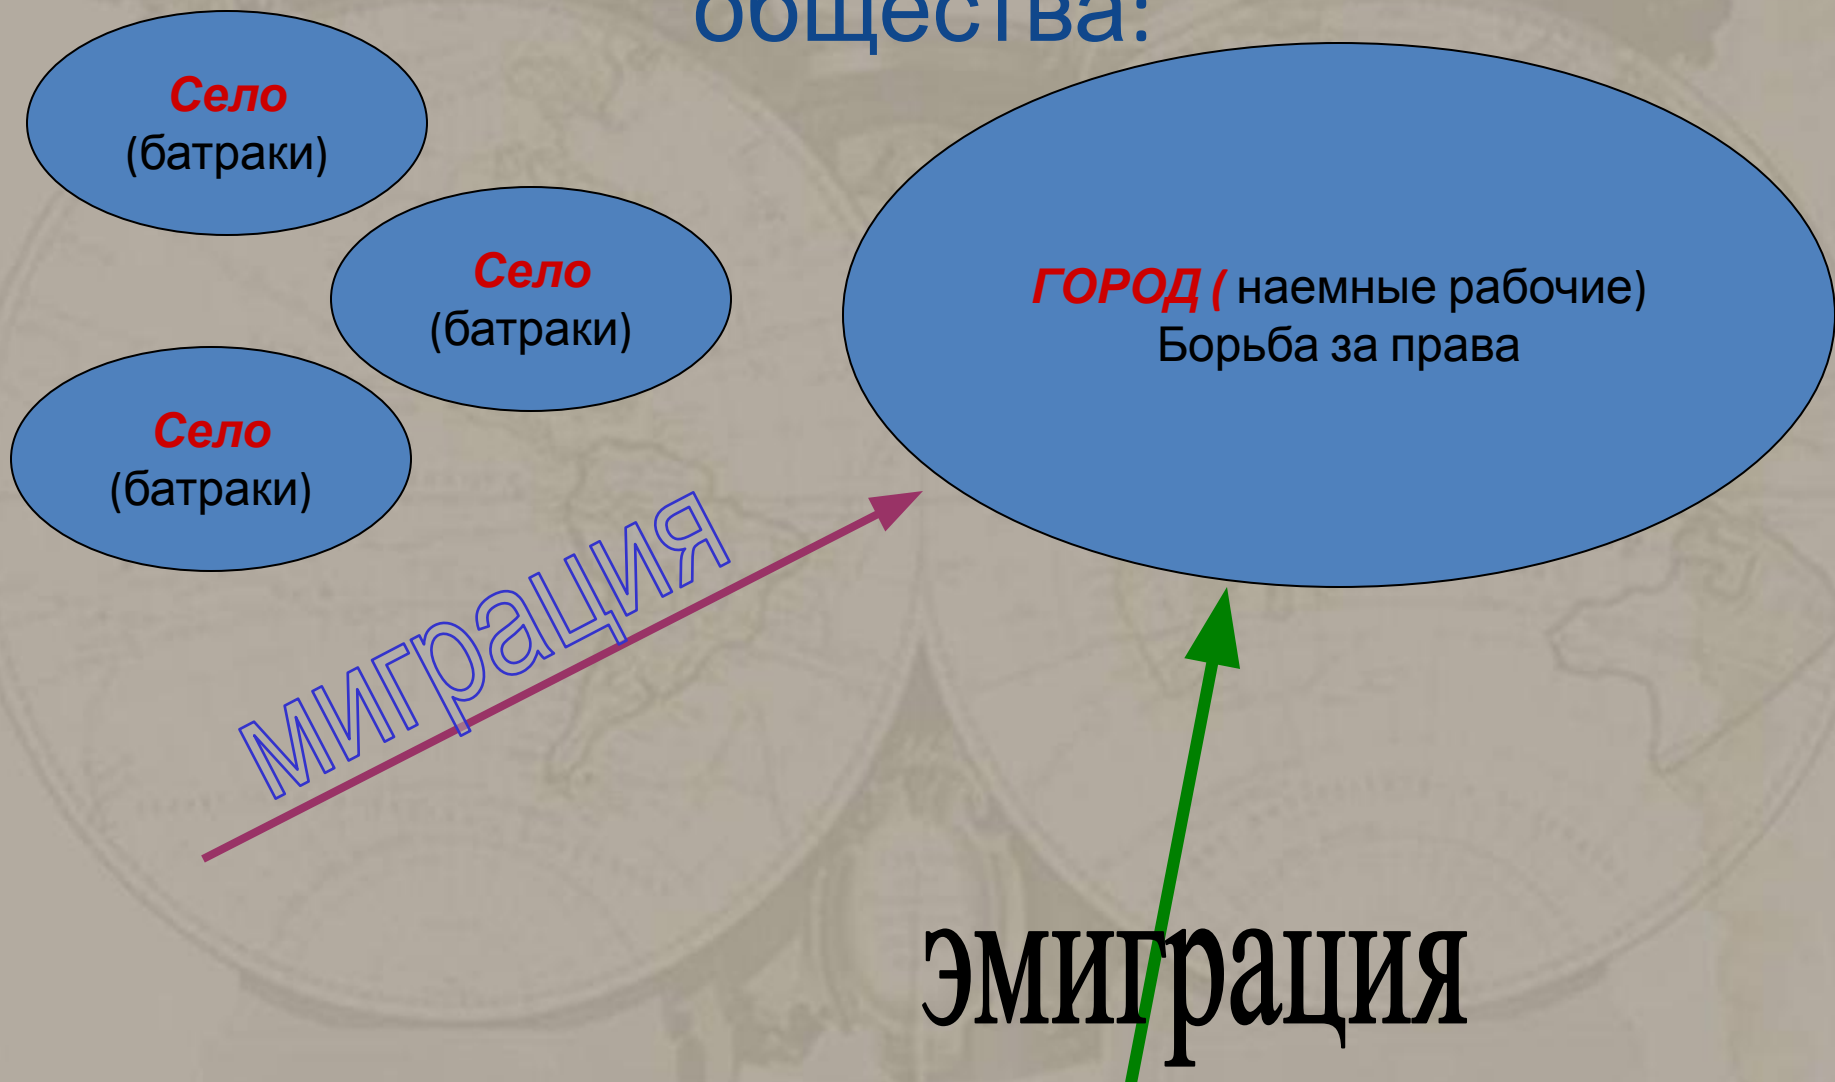 общества:
Село
(батраки)
Село
(батраки)
Село
(батраки)
ГОРОД ( наемные рабочие)
Борьба за права
миграция
эмиграция